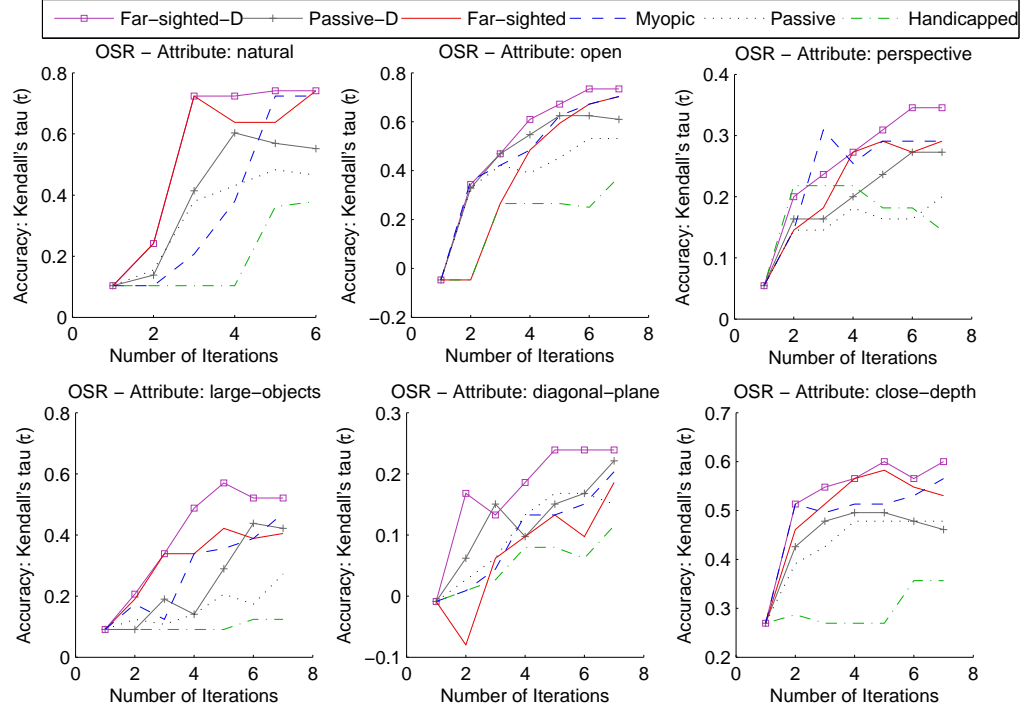 Far−sighted−D Passive−D Far−sighted Myopic Passive Handicapped
OSR − Attribute: natural
0.8
0.6
0.4
0.2
0
0 2 4 6
Number of Iterations
Accuracy: Kendall's tau (τ)
OSR − Attribute: open
0.8
0.6
0.4
0.2
0
−0.2
0 2 4 6 8
Number of Iterations
Accuracy: Kendall's tau (τ)
OSR − Attribute: perspective
0.4
0.3
0.2
0.1
0
0 2 4 6 8
Number of Iterations
Accuracy: Kendall's tau (τ)
OSR − Attribute: large−objects
0.8
0.6
0.4
0.2
0
0 2 4 6 8
Number of Iterations
Accuracy: Kendall's tau (τ)
OSR − Attribute: diagonal−plane
0.3
0.2
0.1
0
−0.1
0 2 4 6 8
Number of Iterations
Accuracy: Kendall's tau (τ)
OSR − Attribute: close−depth
0.7
0.6
0.5
0.4
0.3
0.2
0 2 4 6 8
Number of Iterations
Accuracy: Kendall's tau (τ)